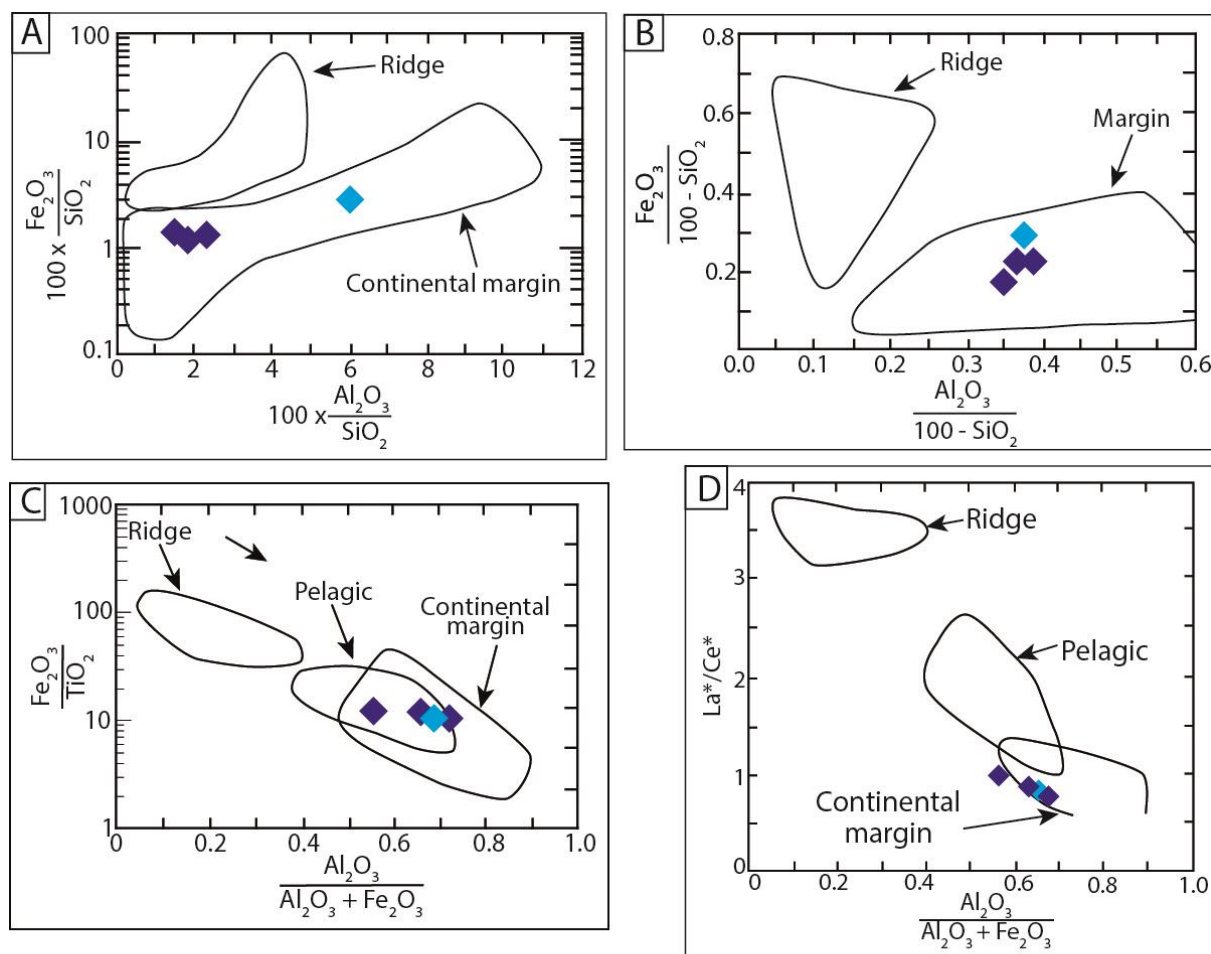 A
100
10
1
0.1
100 x Fe₂O₃ / SiO₂
Ridge
Continental margin
0 2 4 6 8 10 12
100 x Al₂O₃ / SiO₂
B
0.8
0.6
0.4
0.2
Fe₂O₃ / 100 - SiO₂
Ridge
Margin
0.0 0.1 0.2 0.3 0.4 0.5 0.6
Al₂O₃ / 100 - SiO₂
C
1000
100
10
1
Fe₂O₃ / TiO₂
Ridge
Pelagic
Continental
margin
0 0.2 0.4 0.6 0.8 1.0
Al₂O₃ / Al₂O₃ + Fe₂O₃
D
4
3
2
1
0
La*/Ce*
Ridge
Pelagic
Continental
margin
0 0.2 0.4 0.6 0.8 1.0
Al₂O₃ / Al₂O₃ + Fe₂O₃